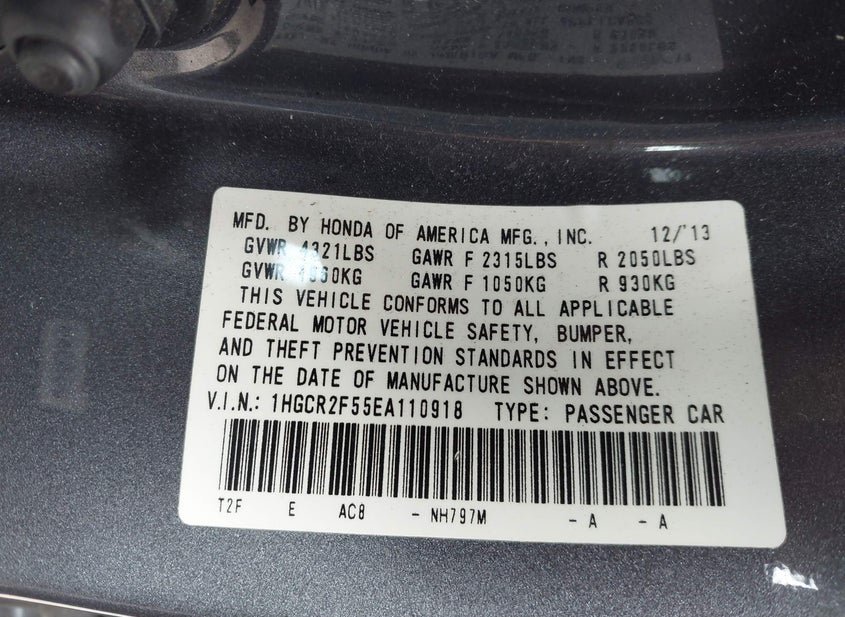 MFD. BY HONDA OF AMERICA MFG., INC. 12/'13
GVWR 4321LBS GAWR F 2315LBS R 2050LBS
GVWR 1960KG GAWR F 1050KG R 930KG
THIS VEHICLE CONFORMS TO ALL APPLICABLE
FEDERAL MOTOR VEHICLE SAFETY, BUMPER,
AND THEFT PREVENTION STANDARDS IN EFFECT
ON THE DATE OF MANUFACTURE SHOWN ABOVE.
V.I.N.: 1HGCR2F55EA110918 TYPE: PASSENGER CAR
T2F E AC8 - NH797M - A - A